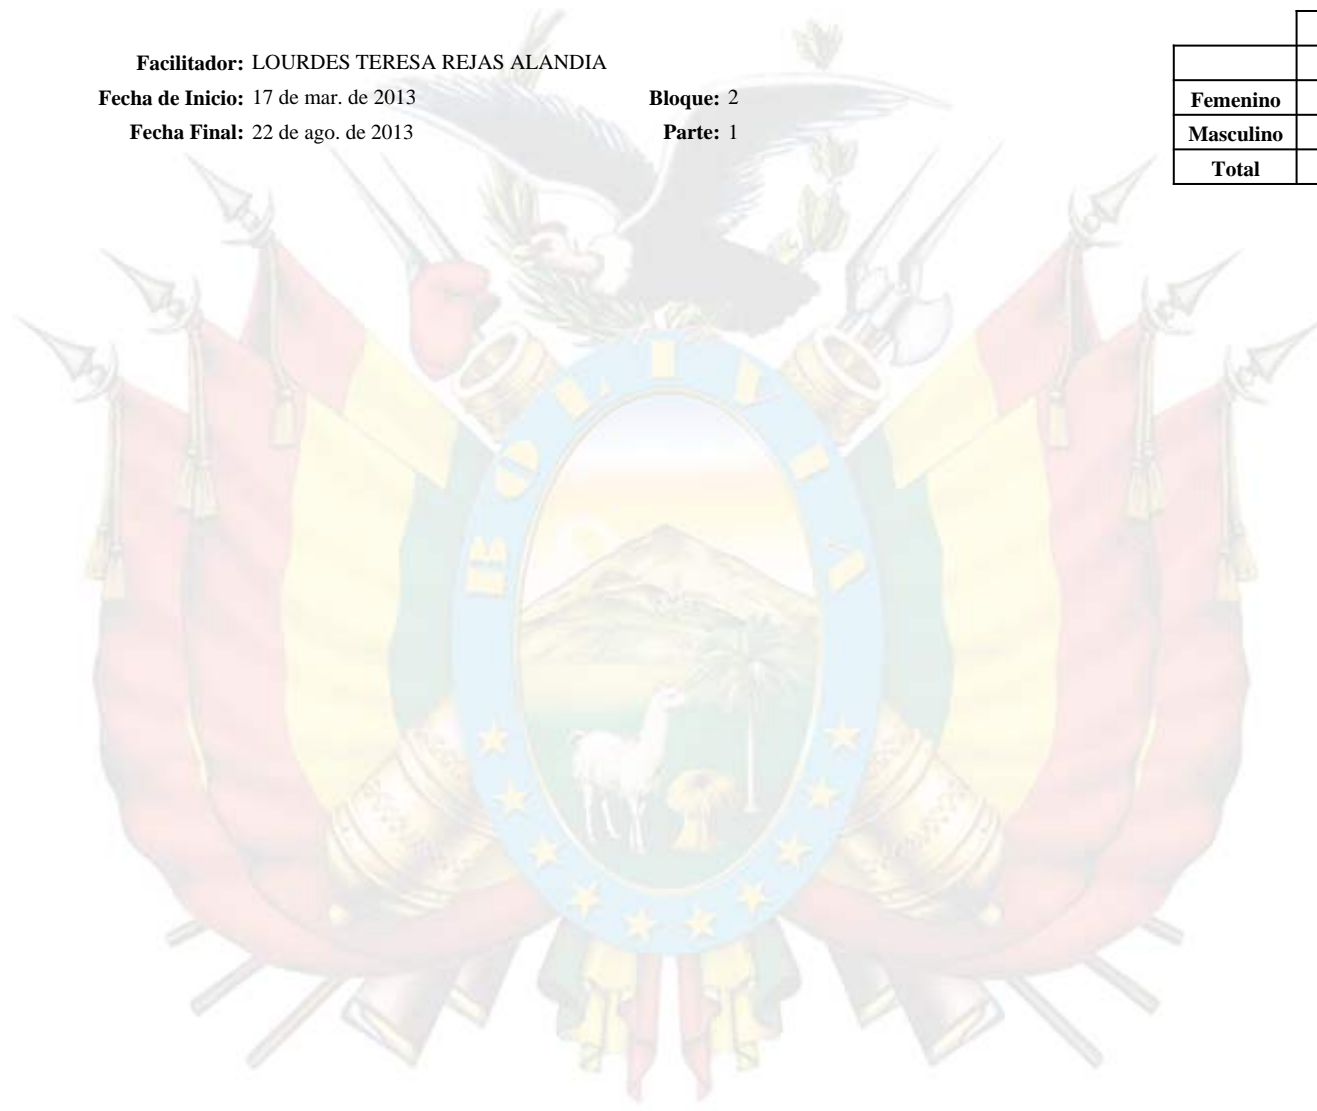 Facilitador: LOURDES TERESA REJAS ALANDIA
Fecha de Inicio: 17 de mar. de 2013 Bloque: 2
Fecha Final: 22 de ago. de 2013 Parte: 1
Femenino
Masculino
Total
BOLIVIA